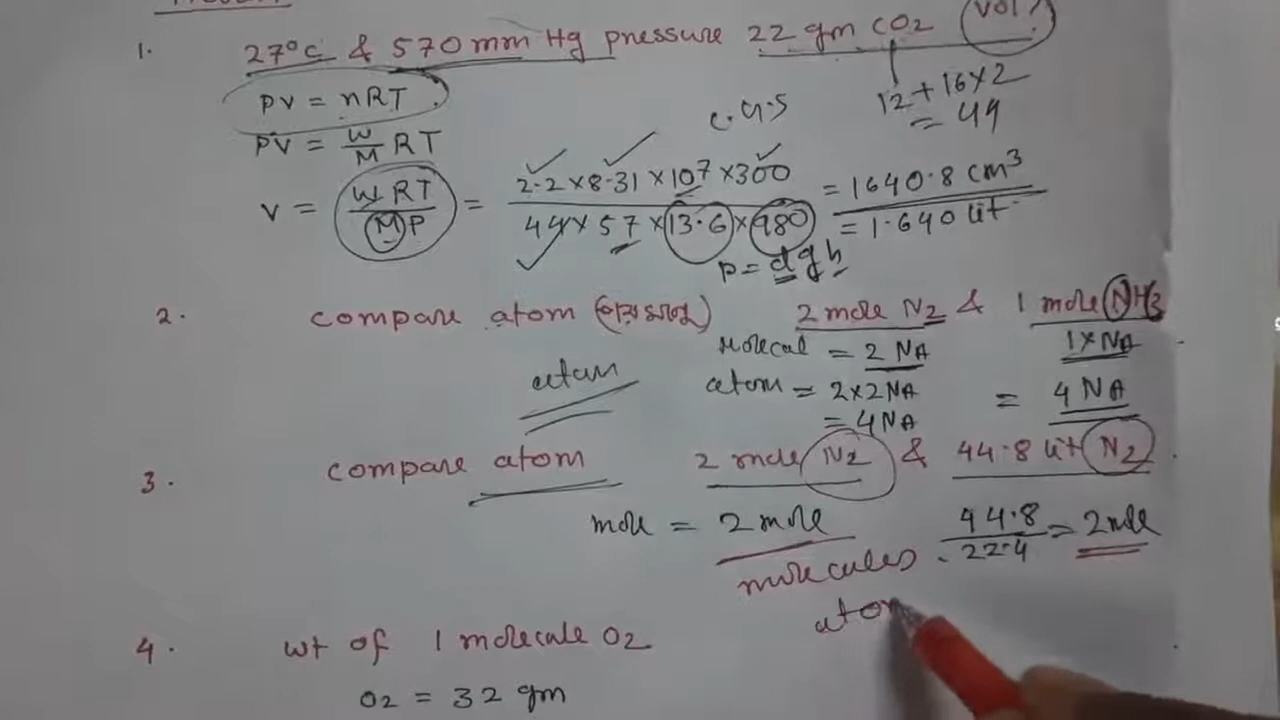 1. 27°C & 570 mm Hg pressure 22 gm CO2 (vol?)
12 + 16×2
= 44
PV = nRT
C.G.S
PV = W/M RT
V = WRT/MP = 2.2×8.31×10^7×300 / 44×57×13.6×980 = 1640.8 cm³
= 1.640 lit
P = dgh
2. compare atom 2 mole N2 & 1 mole NH3
Molecul = 2 NA 1×NA
atom
atom = 2×2NA = 4 NA
= 4NA
3. compare atom 2 mole N2 & 44.8 lit N2
mole = 2 mole 44.8/22.4 = 2 mole
molecules
ato
4. wt of 1 molecule O2
O2 = 32 gm